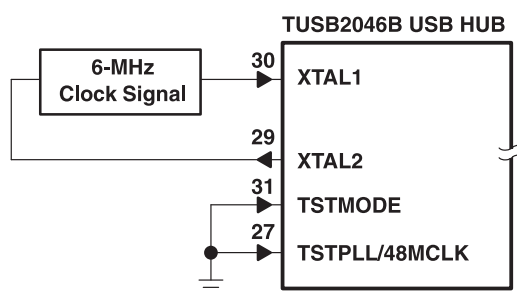 TUSB2046B USB HUB
6-MHz
Clock Signal
30
XTAL1
29
XTAL2
31
TSTMODE
27
TSTPLL/48MCLK